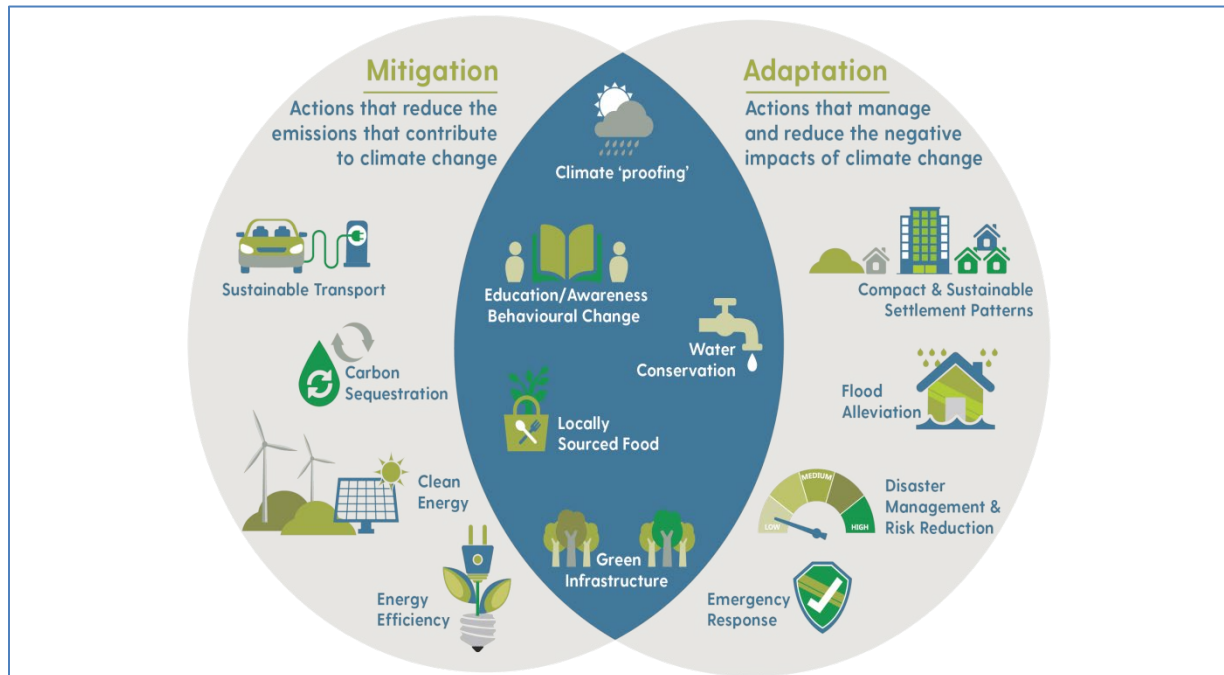 Mitigation
Actions that reduce the
emissions that contribute
to climate change
Sustainable Transport
Carbon
Sequestration
Clean
Energy
Energy
Efficiency
Climate ‘proofing’
Education/Awareness
Behavioural Change
Water
Conservation
Locally
Sourced Food
Green
Infrastructure
Adaptation
Actions that manage
and reduce the negative
impacts of climate change
Compact & Sustainable
Settlement Patterns
Flood
Alleviation
LOW
MEDIUM
HIGH
Disaster
Management &
Risk Reduction
Emergency
Response